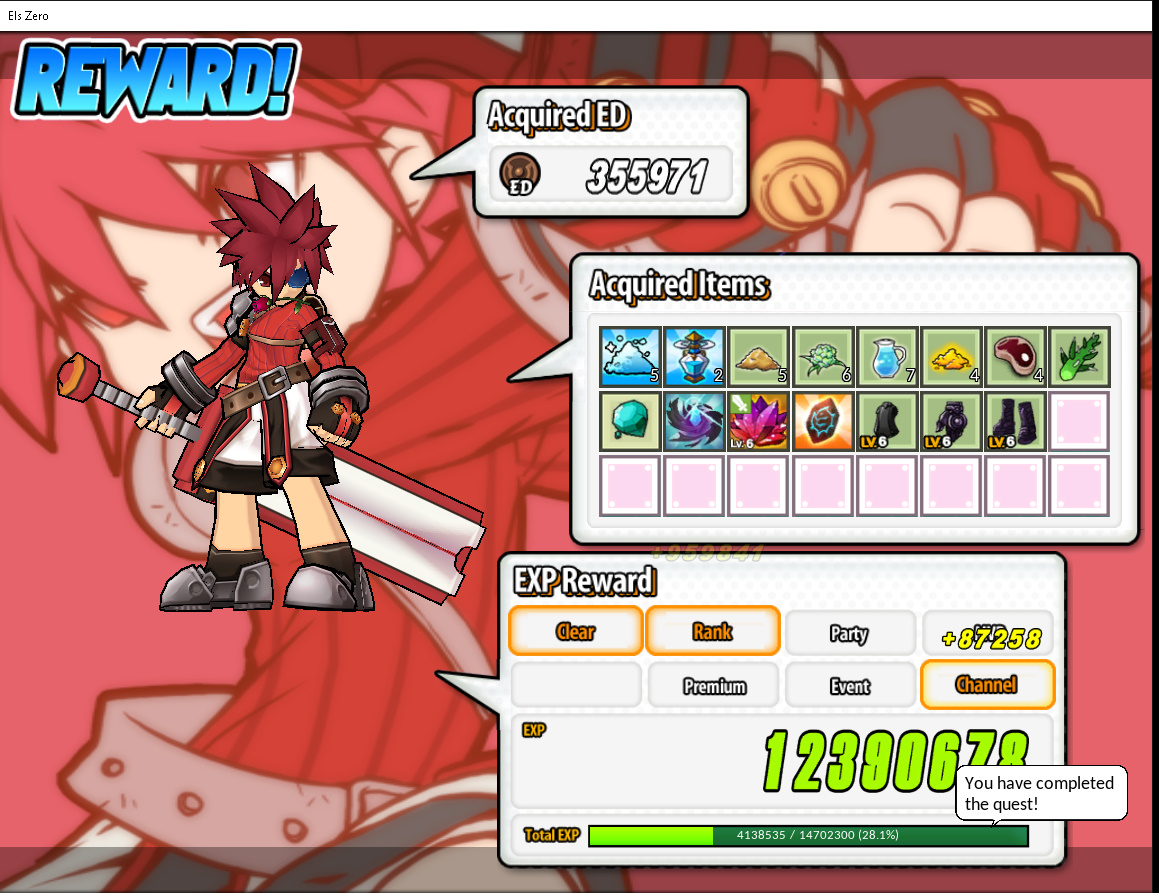 Els Zero
REWARD!
Acquired ED
ED
355971
Acquired Items
5
2
5
6
7
4
4
Lv.6
LV.6
LV.6
LV.6
+959841
EXP Reward
Clear
Rank
Party
+87258
Premium
Event
Channel
EXP
12390678
You have completed
the quest!
Total EXP
4138535 / 14702300 (28.1%)